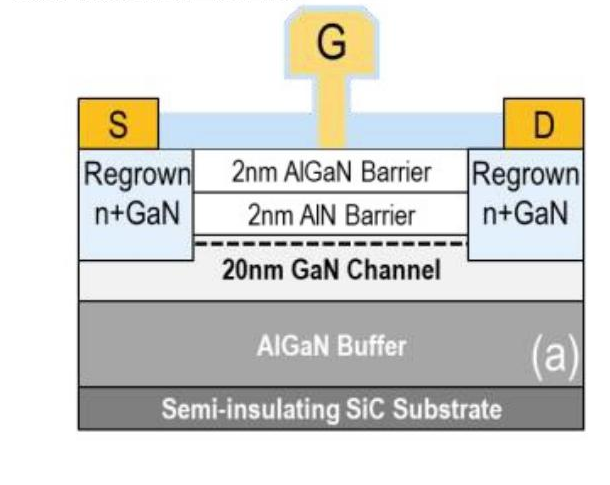 G
S
D
Regrown
n+GaN
2nm AlGaN Barrier
2nm AlN Barrier
Regrown
n+GaN
20nm GaN Channel
AlGaN Buffer
(a)
Semi-insulating SiC Substrate